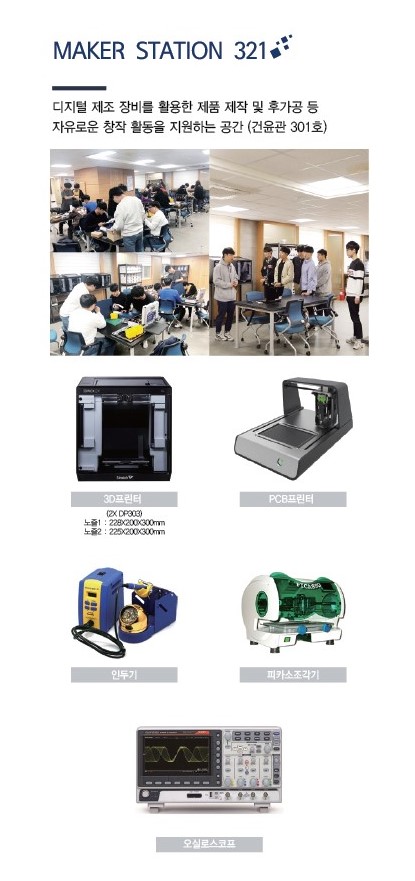 MAKER STATION 321
디지털 제조 장비를 활용한 제품 제작 및 후가공 등
자유로운 창작 활동을 지원하는 공간 (건윤관 301호)
3D프린터
(2X DP303)
노즐1 : 228X200X300mm
노즐2 : 225X200X300mm
PCB프린터
인두기
피카소조각기
오실로스코프